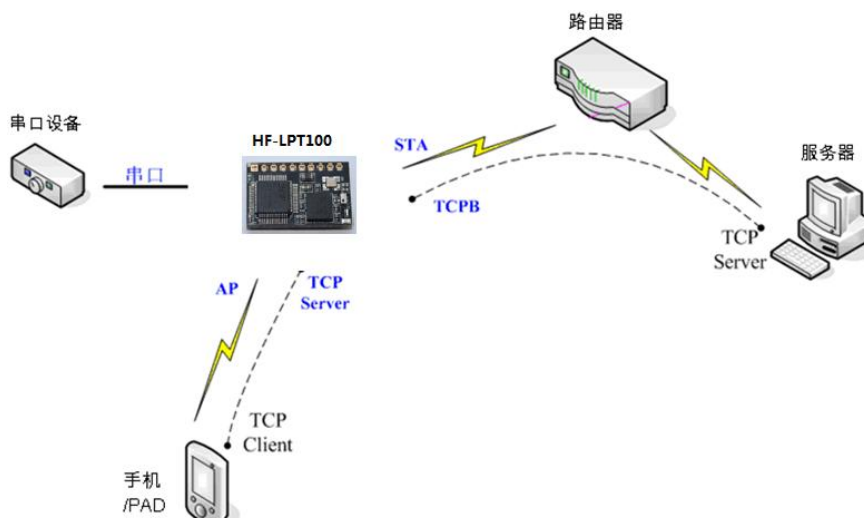 路由器
串口设备
HF-LPT100
STA
服务器
串口
TCPB
TCP
Server
AP
TCP
Server
TCP
Client
手机
/PAD